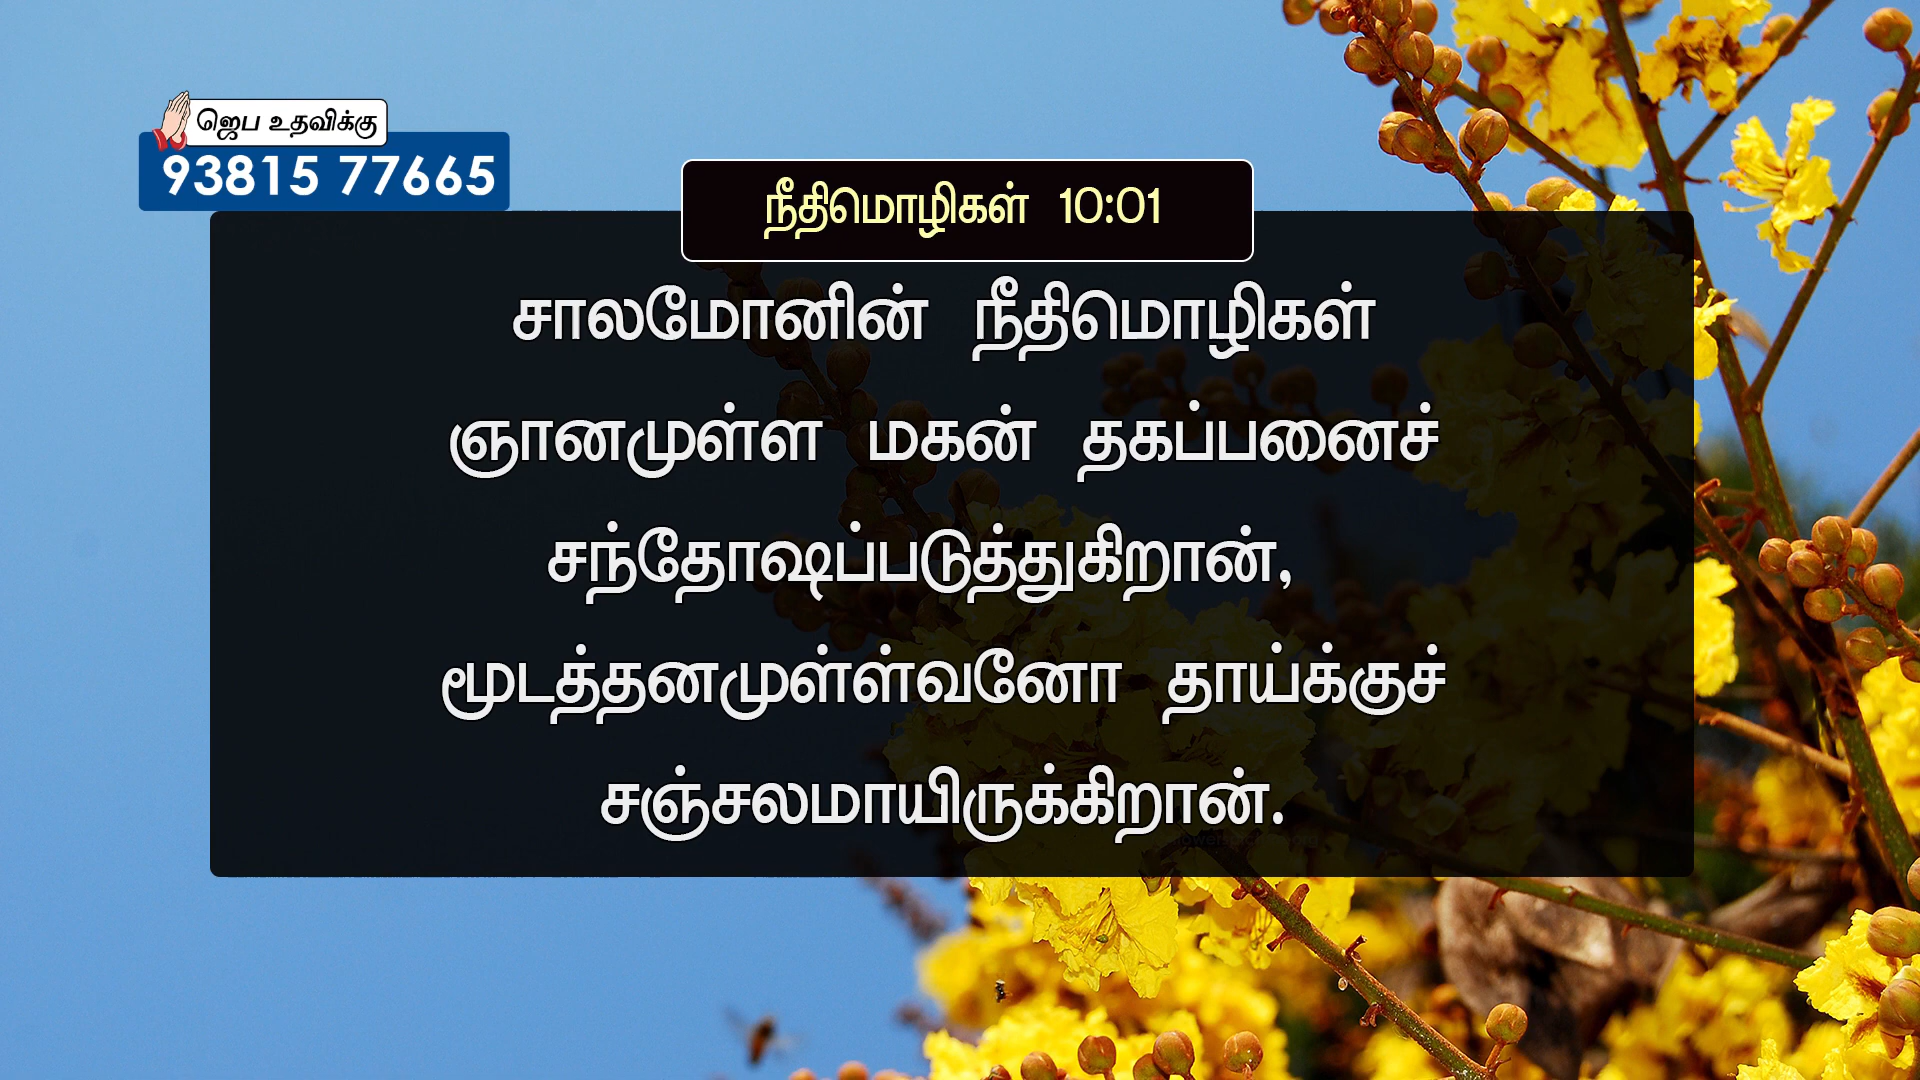 ஜெப உதவிக்கு
93815 77665
நீதிமொழிகள் 10:01
சாலமோனின் நீதிமொழிகள்
ஞானமுள்ள மகன் தகப்பனைச்
சந்தோஷப்படுத்துகிறான்,
மூடத்தனமுள்ள்வனோ தாய்க்குச்
சஞ்சலமாயிருக்கிறான்.